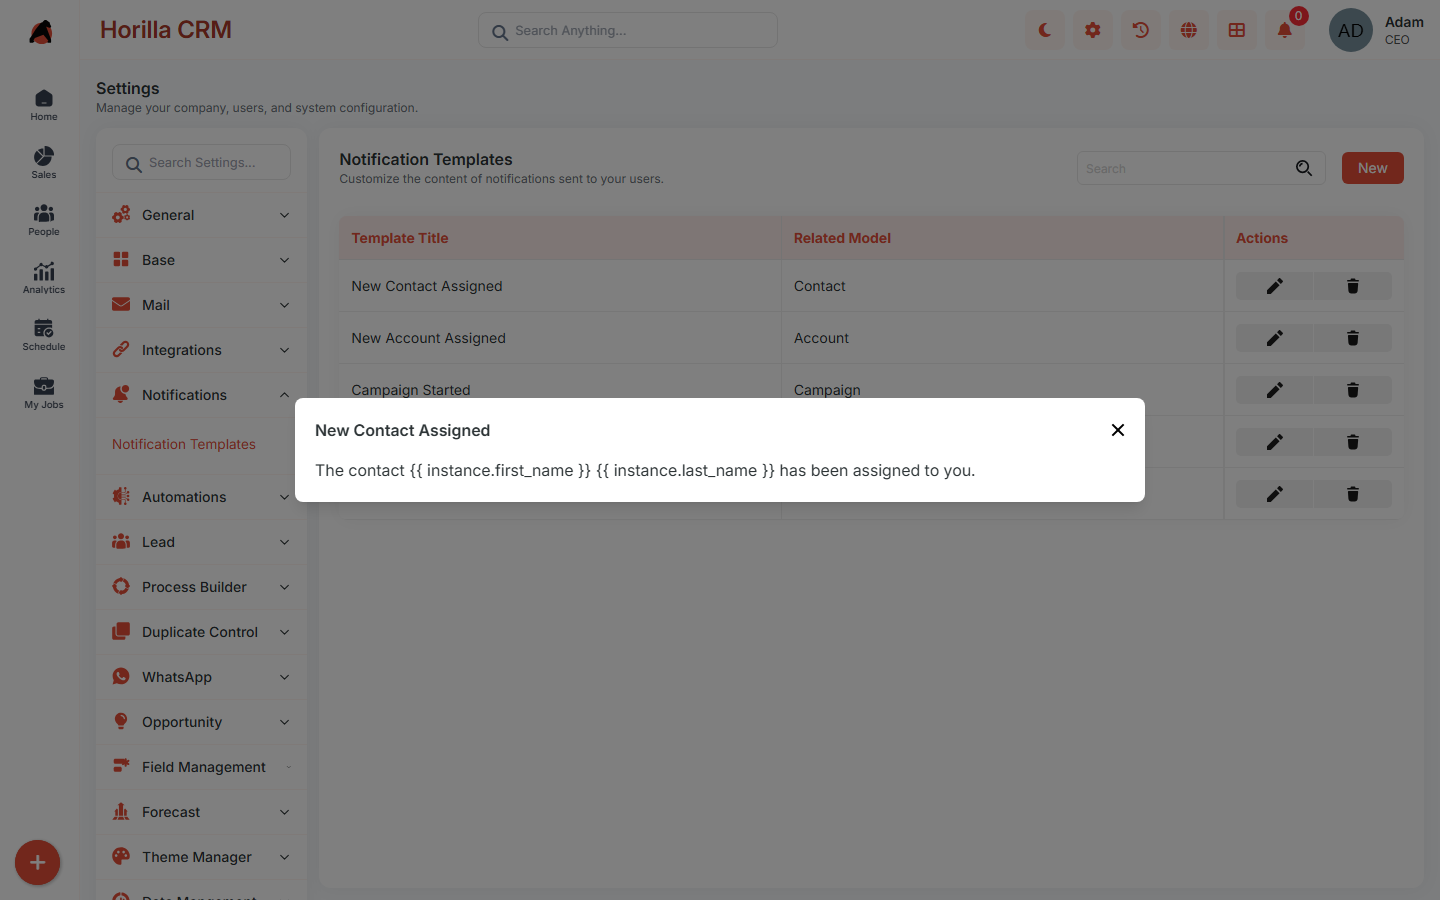 Horilla CRM
Search Anything...
0
AD
Adam
CEO
Home
Sales
People
Analytics
Schedule
My Jobs
Settings
Manage your company, users, and system configuration.
Search Settings...
General
Base
Mail
Integrations
Notifications
Notification Templates
Automations
Lead
Process Builder
Duplicate Control
WhatsApp
Opportunity
Field Management
Forecast
Theme Manager
Notification Templates
Customize the content of notifications sent to your users.
Search
New
Template Title Related Model Actions
New Contact Assigned Contact
New Account Assigned Account
Campaign Started Campaign
New Contact Assigned
The contact {{ instance.first_name }} {{ instance.last_name }} has been assigned to you.